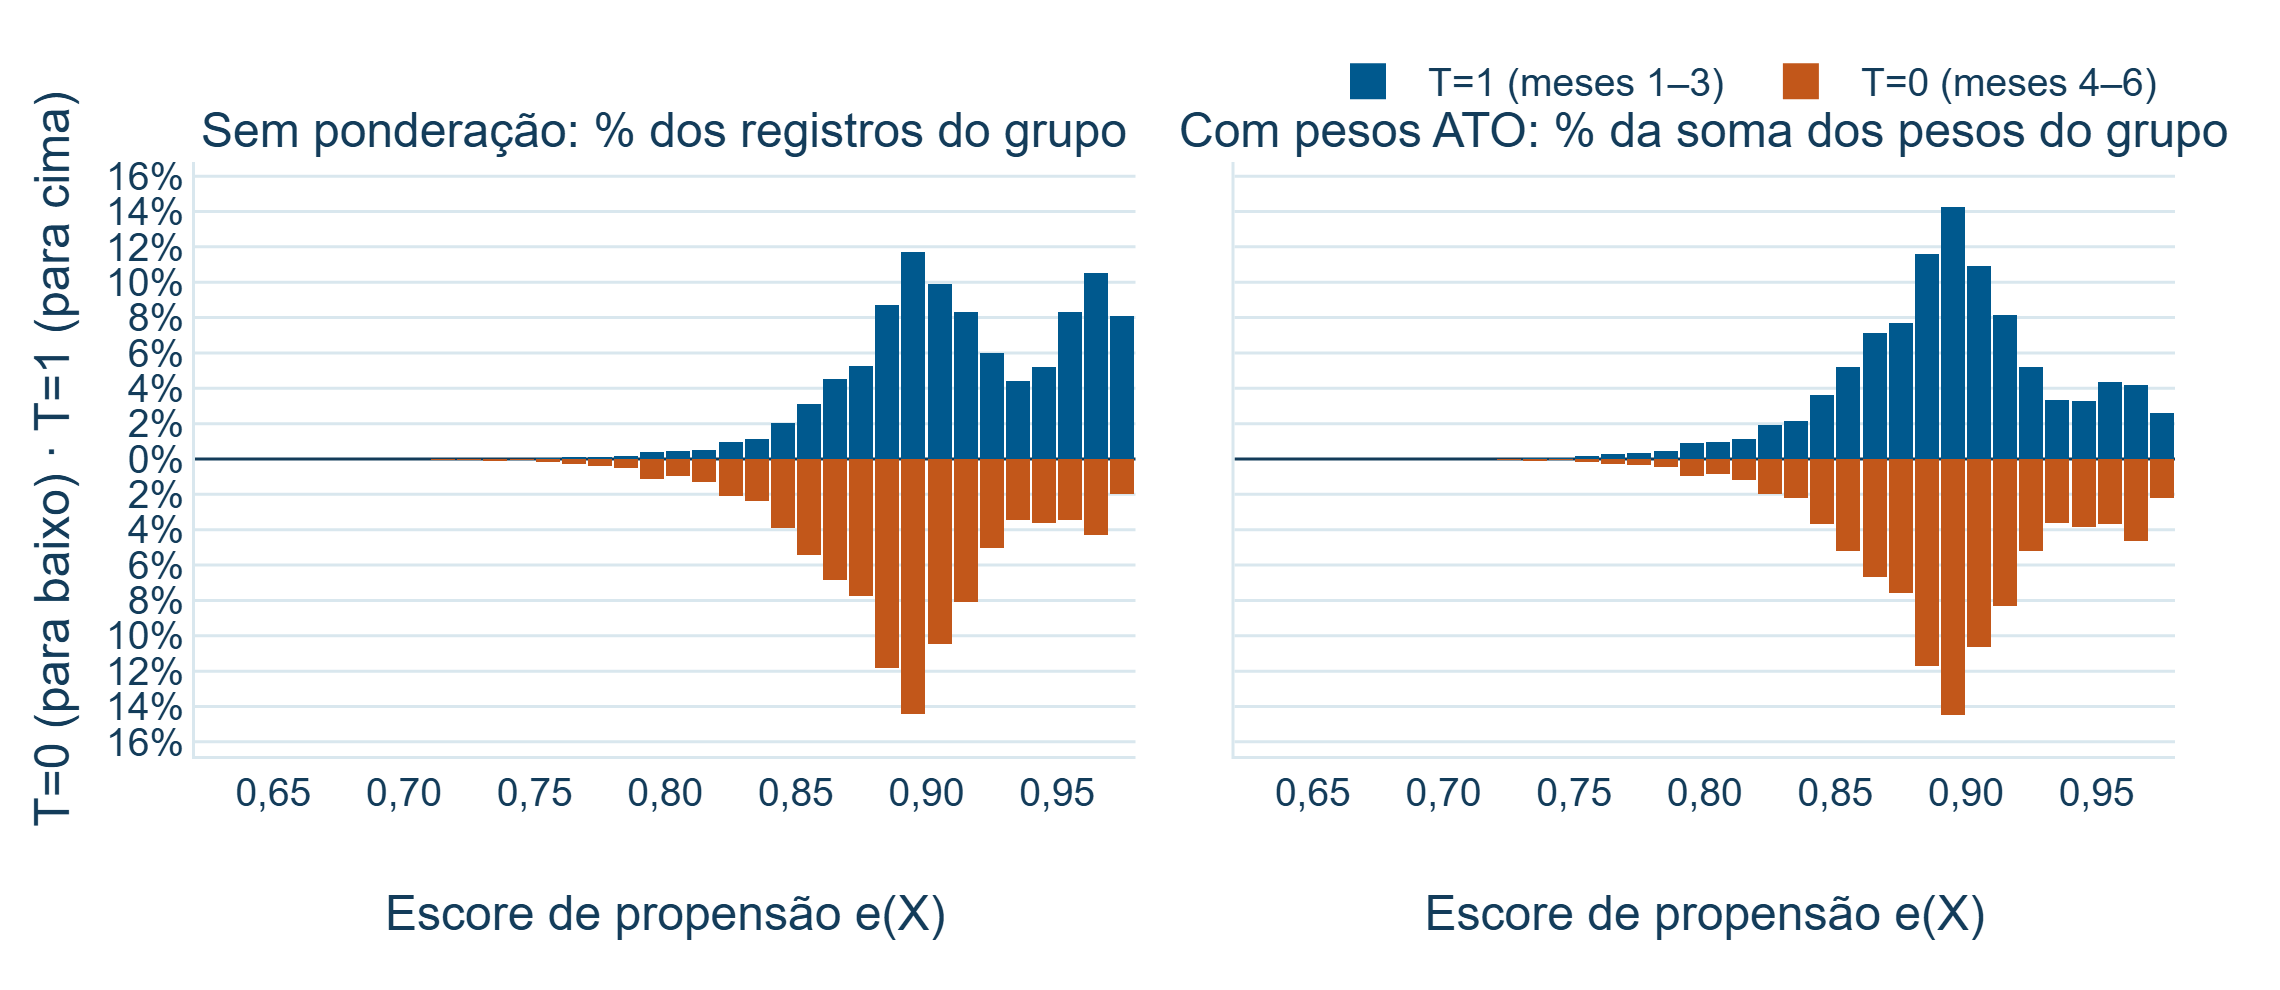 T=1 (meses 1–3)
T=0 (meses 4–6)
Sem ponderação: % dos registros do grupo
Com pesos ATO: % da soma dos pesos do grupo
T=0 (para baixo) · T=1 (para cima)
16%
14%
12%
10%
8%
6%
4%
2%
0%
2%
4%
6%
8%
10%
12%
14%
16%
0,65 0,70 0,75 0,80 0,85 0,90 0,95
0,65 0,70 0,75 0,80 0,85 0,90 0,95
Escore de propensão e(X)
Escore de propensão e(X)